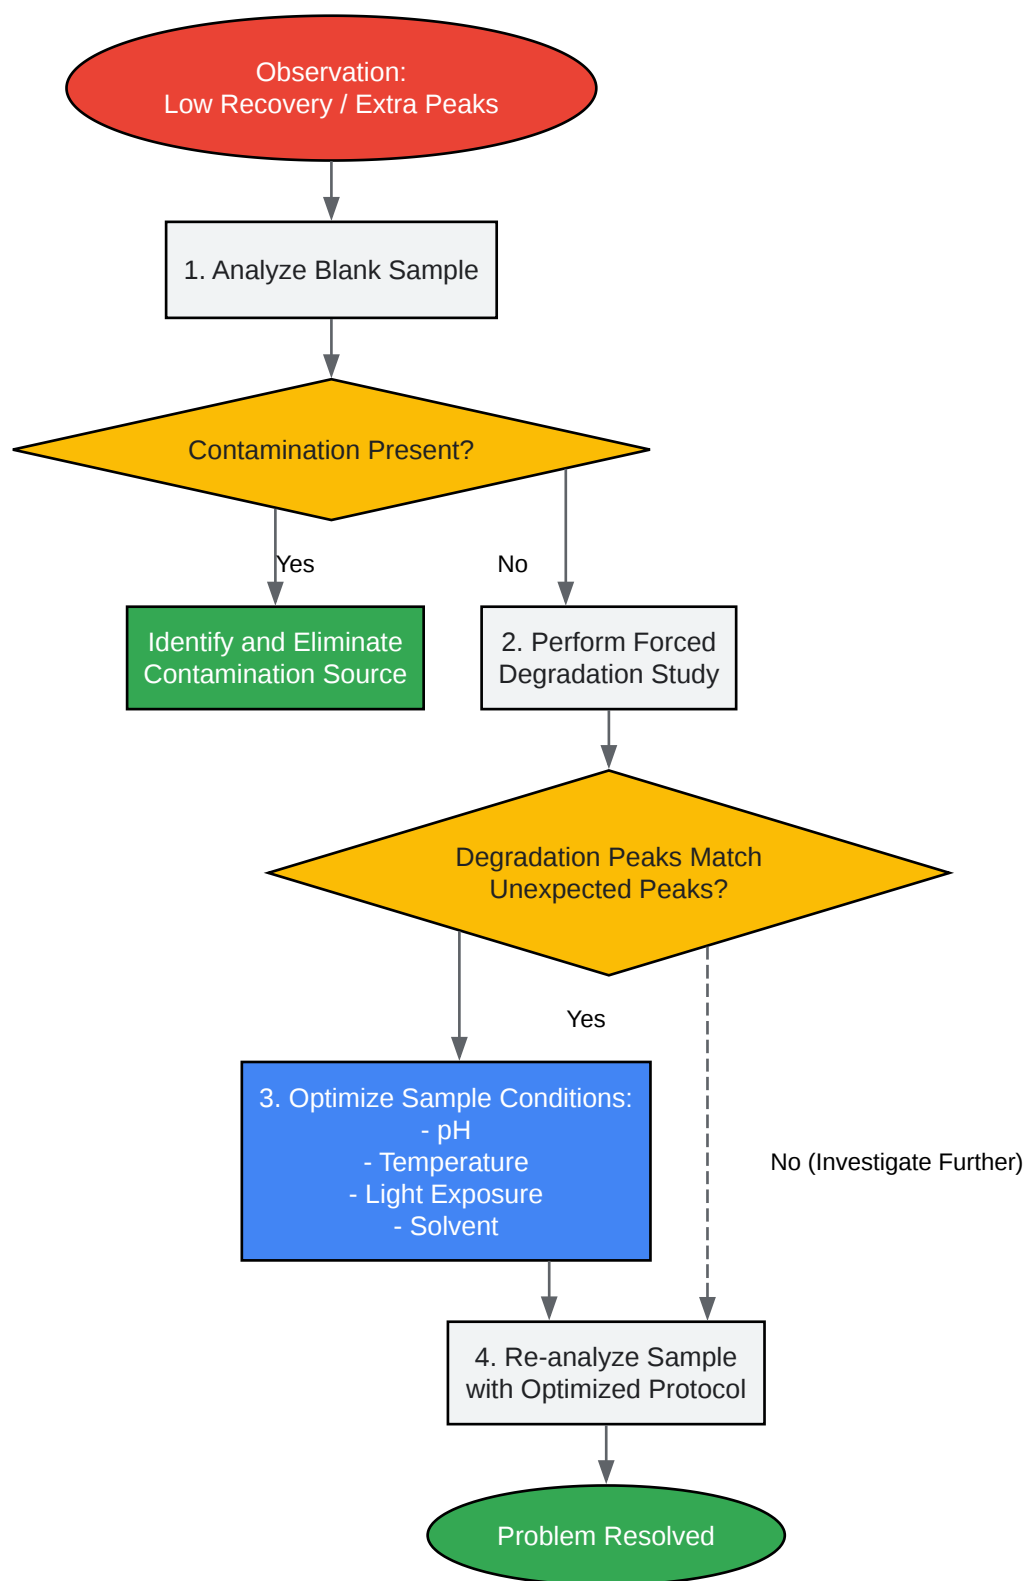 Observation:
Low Recovery / Extra Peaks
1. Analyze Blank Sample
Contamination Present?
Yes
No
Identify and Eliminate
Contamination Source
2. Perform Forced
Degradation Study
Degradation Peaks Match
Unexpected Peaks?
Yes
3. Optimize Sample Conditions:
- pH
- Temperature
- Light Exposure
- Solvent
No (Investigate Further)
4. Re-analyze Sample
with Optimized Protocol
Problem Resolved